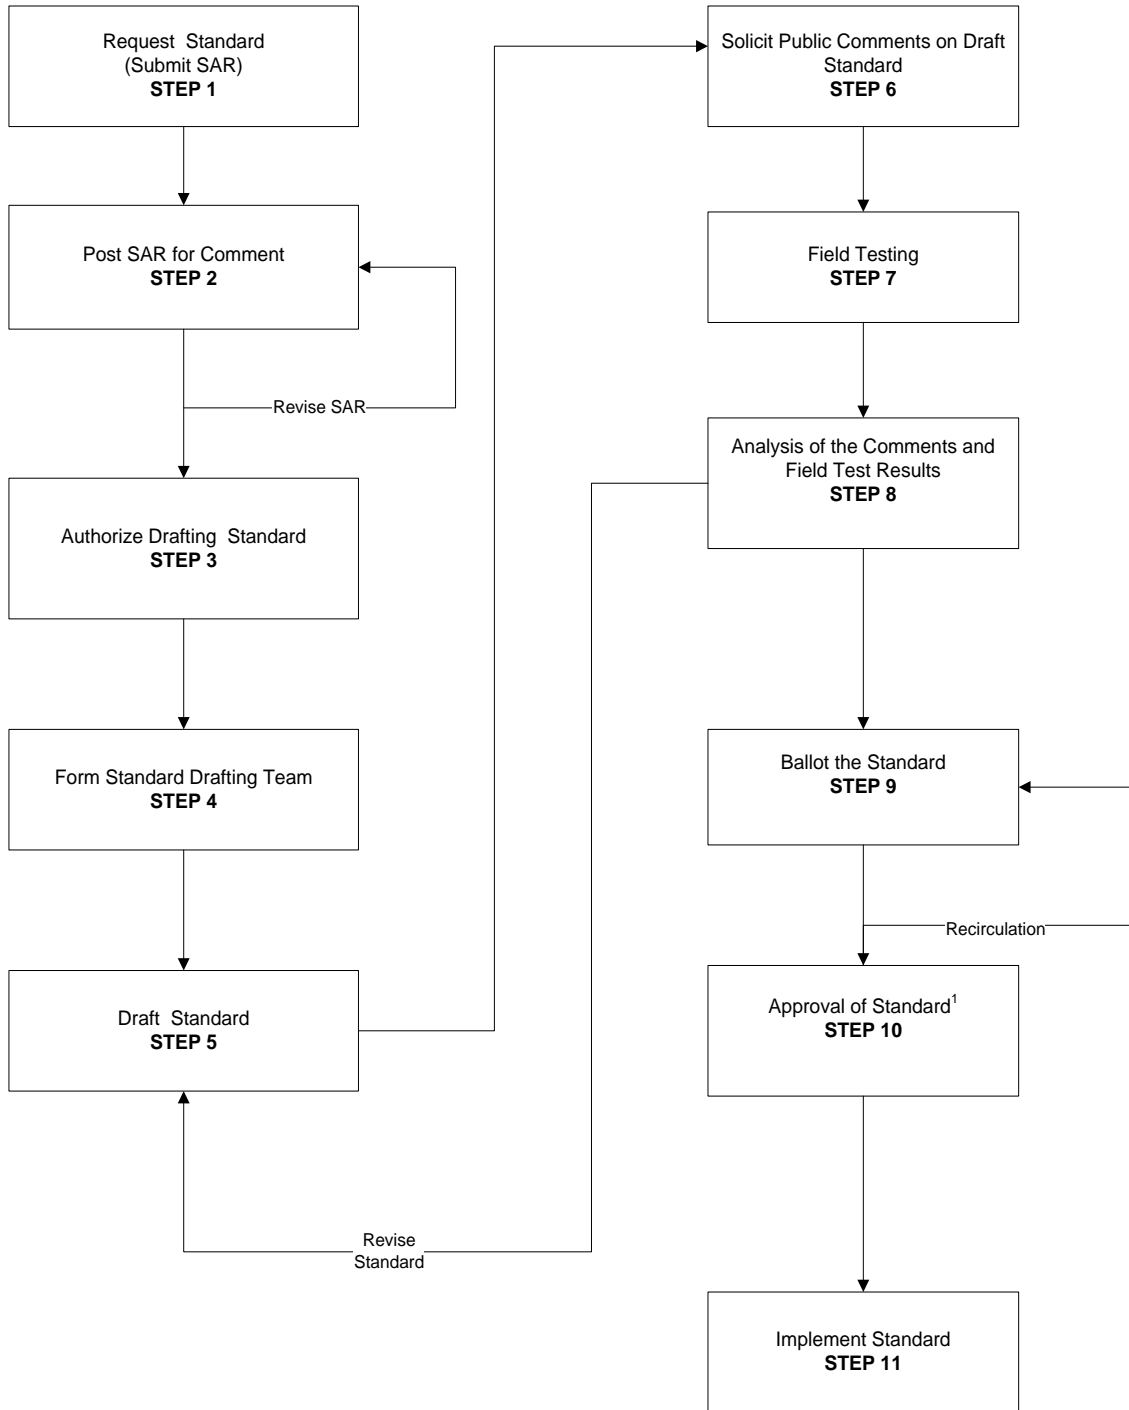 Request Standard
(Submit SAR)
STEP 1
Post SAR for Comment
STEP 2
Revise SAR
Authorize Drafting Standard
STEP 3
Form Standard Drafting Team
STEP 4
Draft Standard
STEP 5
Revise
Standard
Solicit Public Comments on Draft
Standard
STEP 6
Field Testing
STEP 7
Analysis of the Comments and
Field Test Results
STEP 8
Ballot the Standard
STEP 9
Recirculation
Approval of Standard¹
STEP 10
Implement Standard
STEP 11